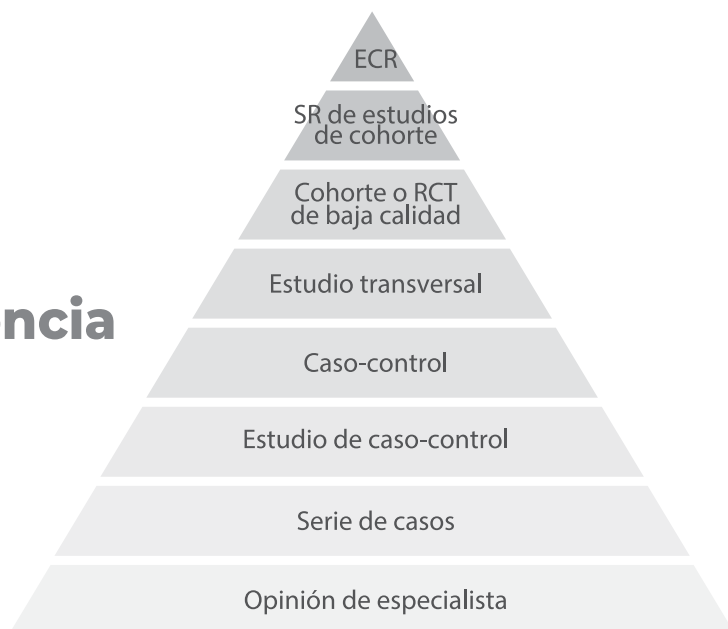 ECR
SR de estudios
de cohorte
Cohorte o RCT
de baja calidad
Estudio transversal
ncia
Caso-control
Estudio de caso-control
Serie de casos
Opinión de especialista